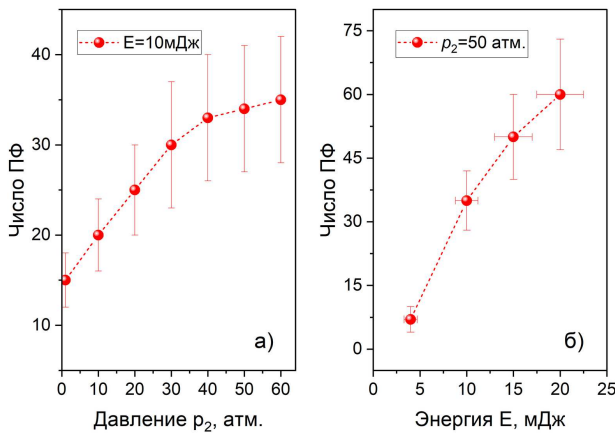 40
30
20
10
Число ПФ
E=10мДж
а)
0 10 20 30 40 50 60
Давление p₂, атм.
75
60
45
30
15
0
Число ПФ
p₂=50 атм.
б)
0 5 10 15 20 25
Энергия E, мДж